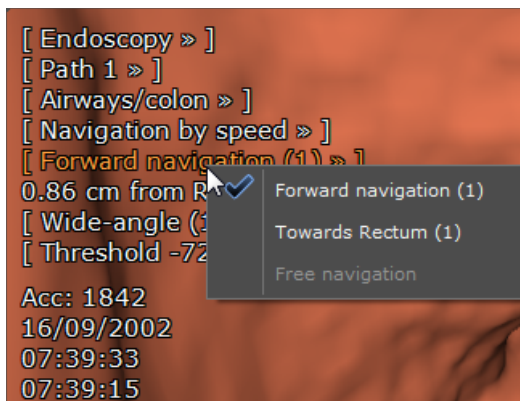 [ Endoscopy » ]
[ Path 1 » ]
[ Airways/colon » ]
[ Navigation by speed » ]
[ Forward navigation (1) » ]
0.86 cm from R
[ Wide-angle (
[ Threshold -72
Acc: 1842
16/09/2002
07:39:33
07:39:15
Forward navigation (1)
Towards Rectum (1)
Free navigation